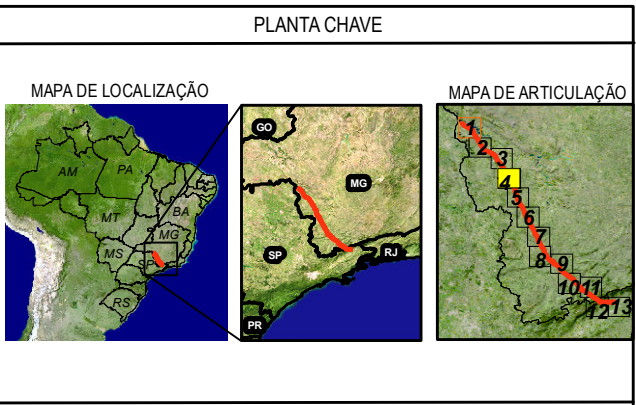 PLANTA CHAVE
MAPA DE LOCALIZAÇÃO
AM
PA
MT
BA
MG
MS
SP
RS
GO
MG
SP
RJ
PR
MAPA DE ARTICULAÇÃO
1
2
3
4
5
6
7
8
9
10
11
12
13